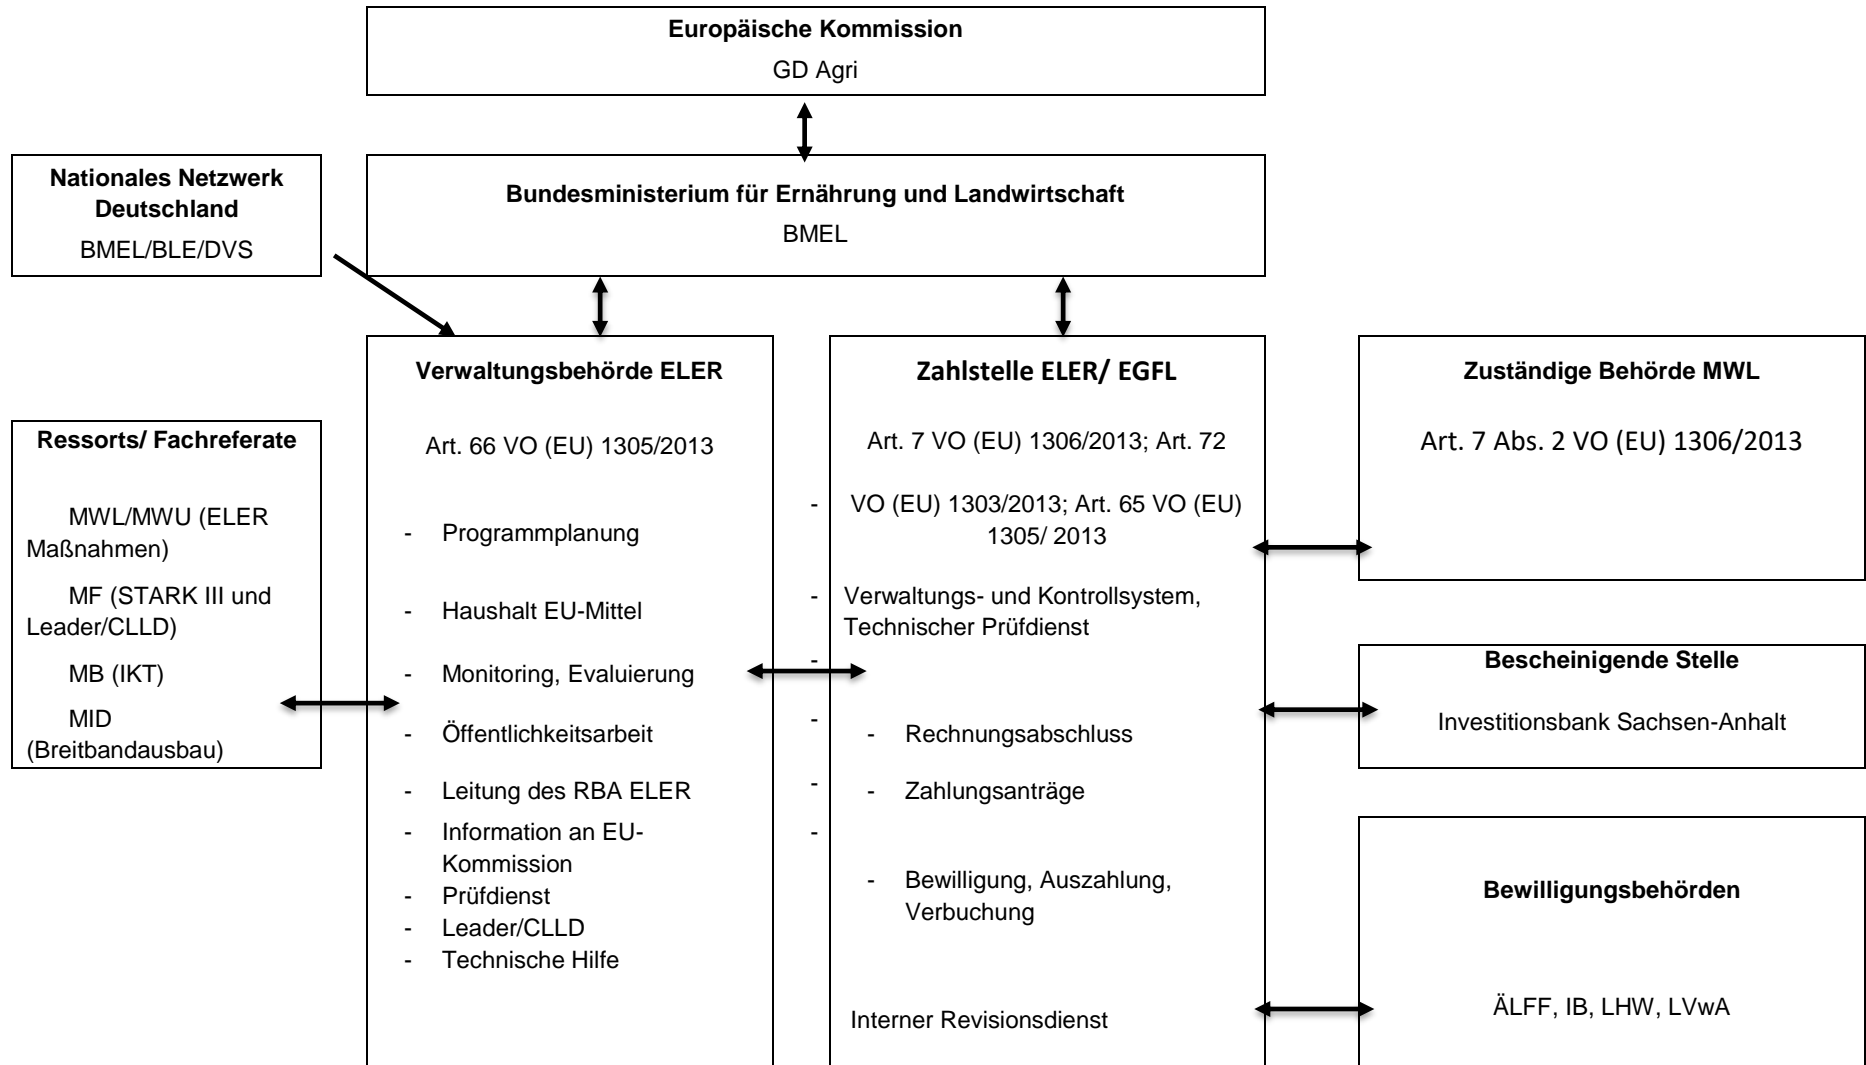 Europäische Kommission
GD Agri
Nationales Netzwerk
Deutschland
BMEL/BLE/DVS
Bundesministerium für Ernährung und Landwirtschaft
BMEL
Ressorts/ Fachreferate
MWL/MWU (ELER
Maßnahmen)
MF (STARK III und
Leader/CLLD)
MB (IKT)
MID
(Breitbandausbau)
Verwaltungsbehörde ELER
Art. 66 VO (EU) 1305/2013
- Programmplanung
- Haushalt EU-Mittel
- Monitoring, Evaluierung
- Öffentlichkeitsarbeit
- Leitung des RBA ELER
- Information an EU-
Kommission
- Prüfdienst
- Leader/CLLD
- Technische Hilfe
Zahlstelle ELER/ EGFL
Art. 7 VO (EU) 1306/2013; Art. 72
- VO (EU) 1303/2013; Art. 65 VO (EU)
1305/ 2013
- Verwaltungs- und Kontrollsystem,
Technischer Prüfdienst
-
- - Rechnungsabschluss
- - Zahlungsanträge
-
- Bewilligung, Auszahlung,
Verbuchung
Interner Revisionsdienst
Zuständige Behörde MWL
Art. 7 Abs. 2 VO (EU) 1306/2013
Bescheinigende Stelle
Investitionsbank Sachsen-Anhalt
Bewilligungsbehörden
ÄLFF, IB, LHW, LVwA